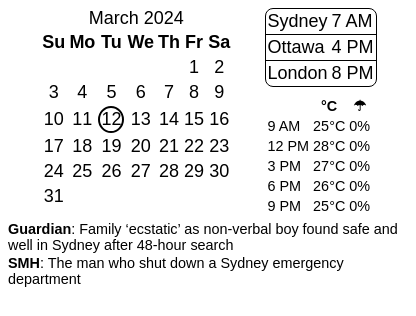 March 2024
Su Mo Tu We Th Fr Sa
1 2
3 4 5 6 7 8 9
10 11 12 13 14 15 16
17 18 19 20 21 22 23
24 25 26 27 28 29 30
31
Sydney 7 AM
Ottawa 4 PM
London 8 PM
°C ☂
9 AM 25°C 0%
12 PM 28°C 0%
3 PM 27°C 0%
6 PM 26°C 0%
9 PM 25°C 0%
Guardian: Family ‘ecstatic’ as non-verbal boy found safe and
well in Sydney after 48-hour search
SMH: The man who shut down a Sydney emergency
department